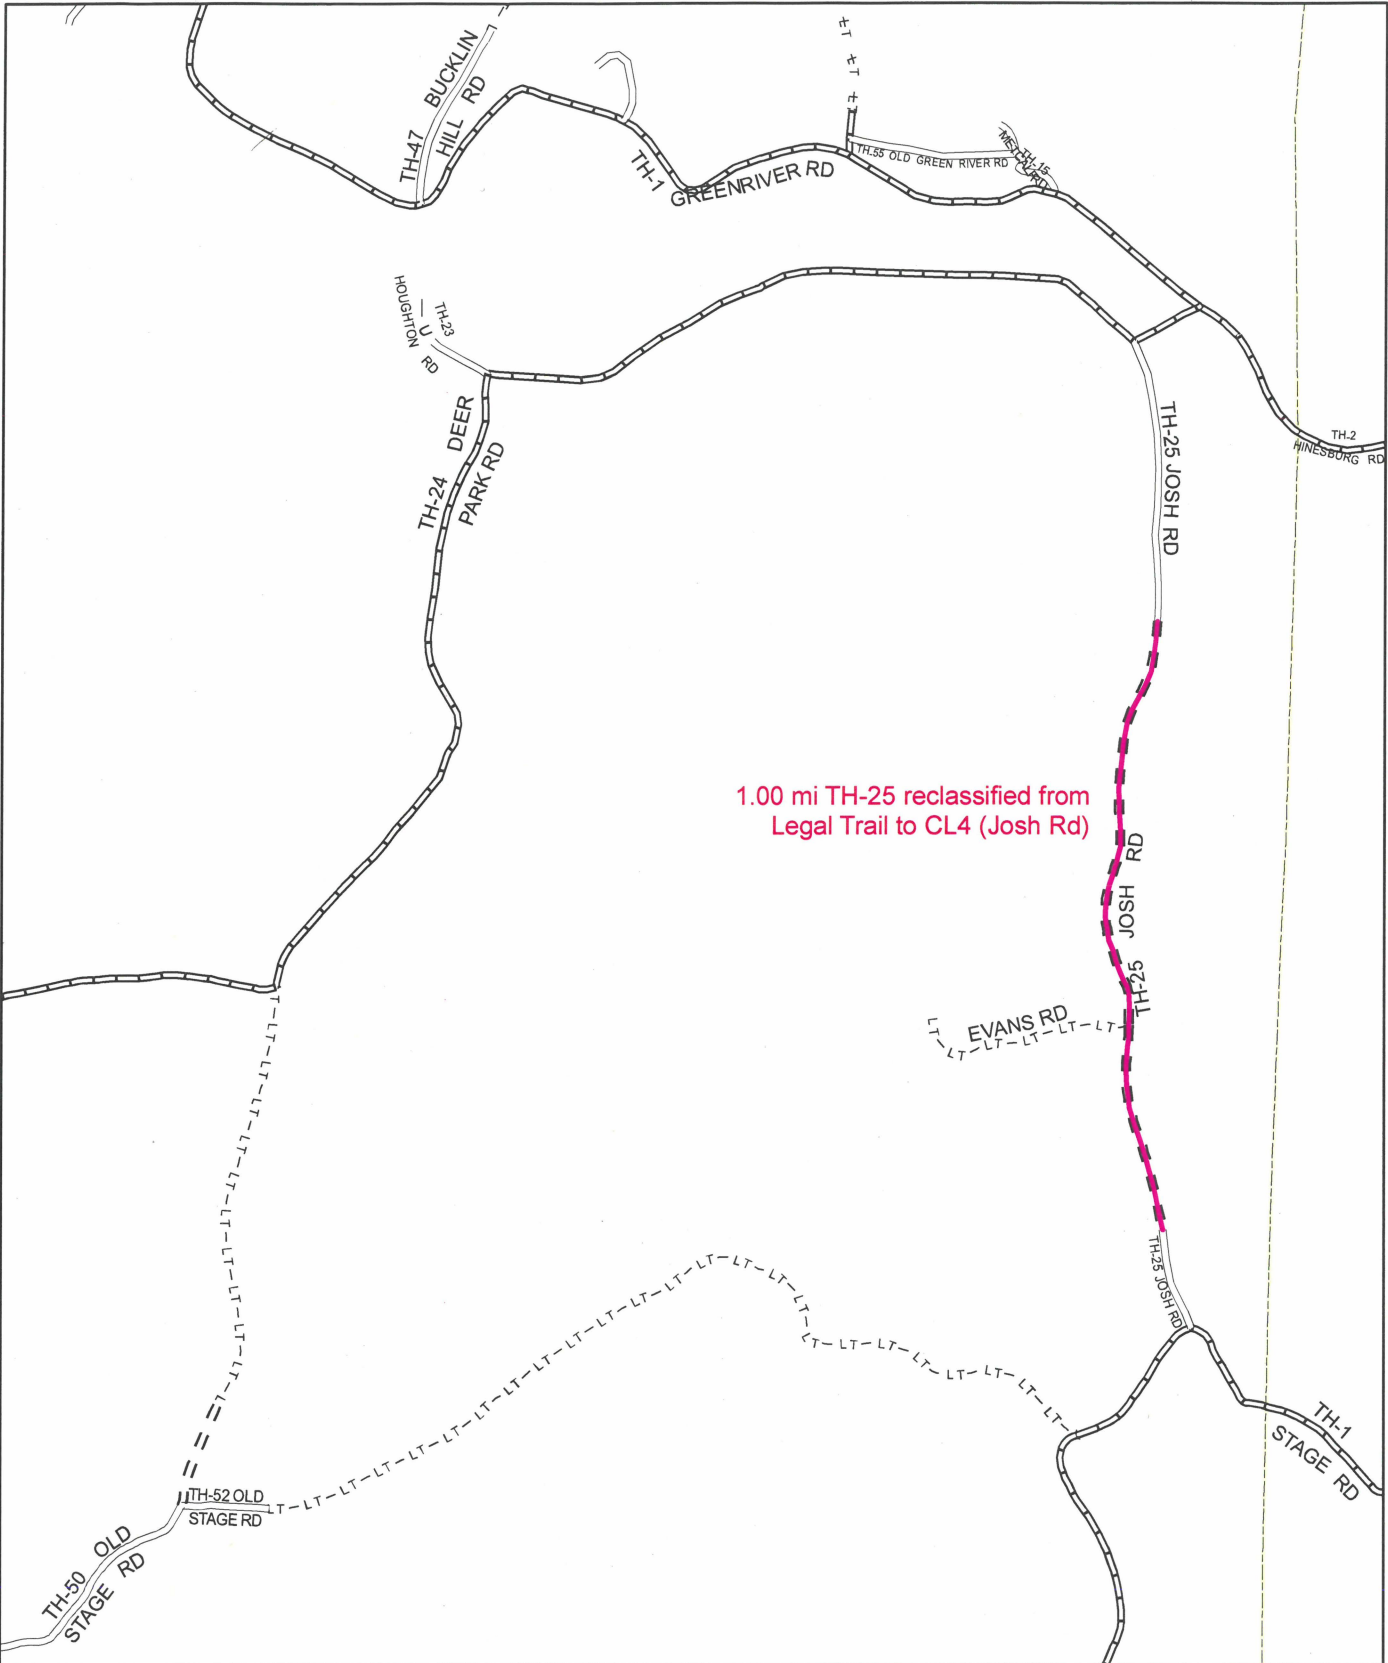 TH-47 BUCKLIN
HILL RD
TH-1 GREENRIVER RD
TH-55 OLD GREEN RIVER RD
TH-15
METCALF RD
TH-23
HOUGHTON RD
U
TH-24 DEER
PARK RD
TH-25 JOSH RD
TH-2
HINESBURG RD
1.00 mi TH-25 reclassified from
Legal Trail to CL4 (Josh Rd)
TH-25 JOSH RD
EVANS RD
TH-25 JOSH RD
TH-1
STAGE RD
TH-52 OLD
STAGE RD
TH-50 OLD
STAGE RD